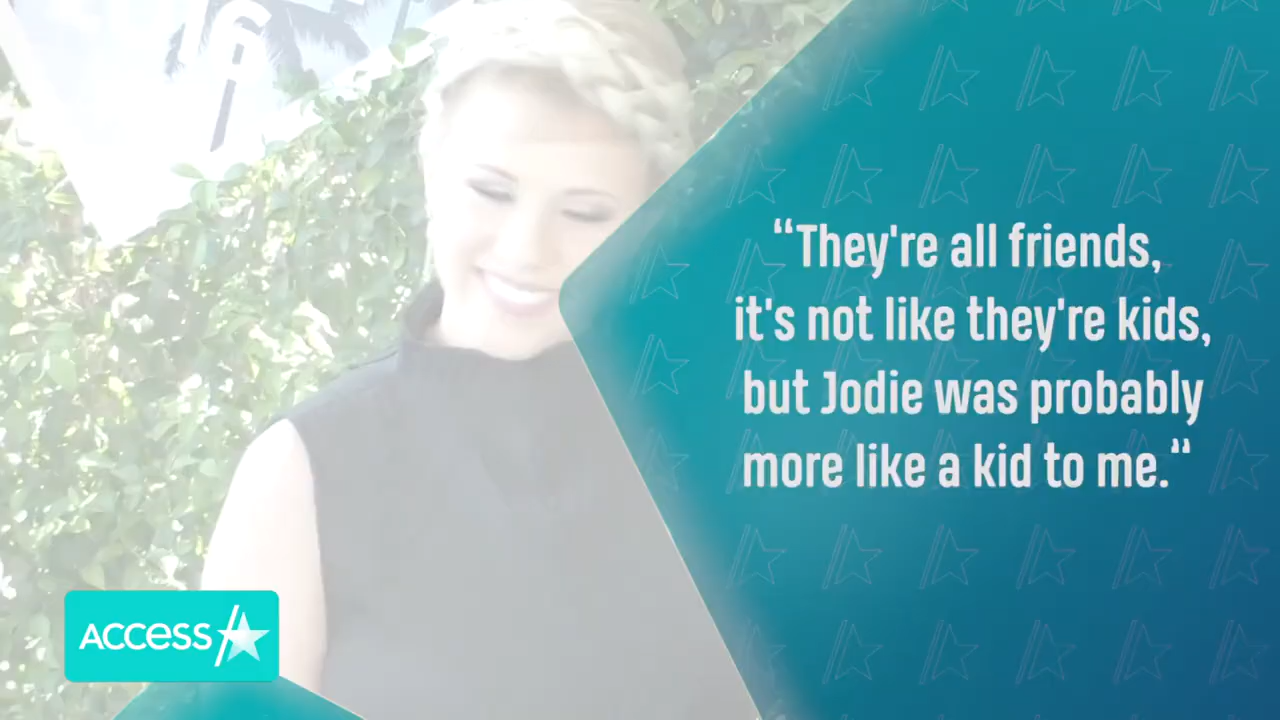 “They're all friends,
it's not like they're kids,
but Jodie was probably
more like a kid to me.“
ACCESS